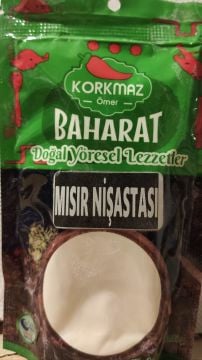 KORKMAZ
Ömer
BAHARAT
Doğal Yöresel Lezzetler
MISIR NİŞASTASI